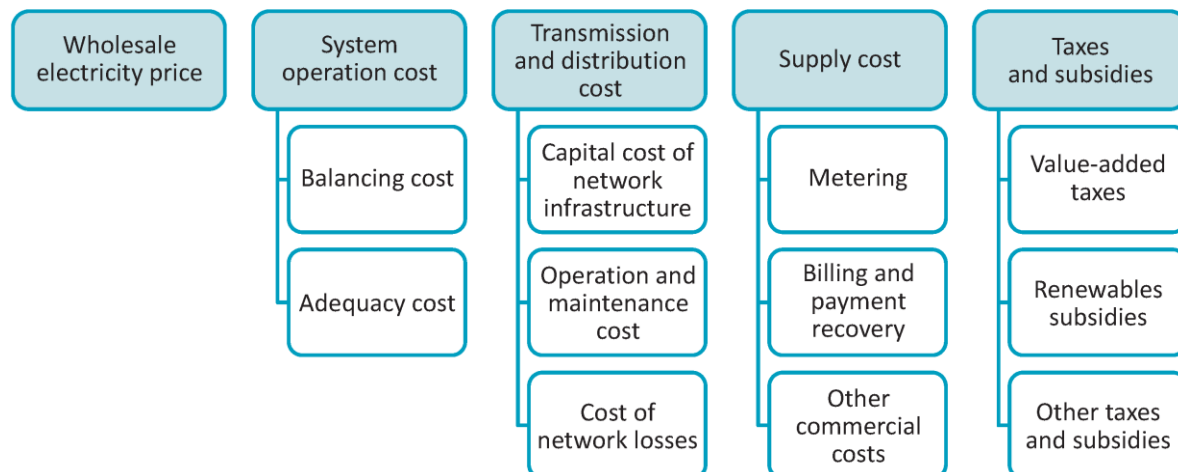 Wholesale
electricity price
System
operation cost
Balancing cost
Adequacy cost
Transmission
and distribution
cost
Capital cost of
network
infrastructure
Operation and
maintenance
cost
Cost of
network losses
Supply cost
Metering
Billing and
payment
recovery
Other
commercial
costs
Taxes
and subsidies
Value-added
taxes
Renewables
subsidies
Other taxes
and subsidies